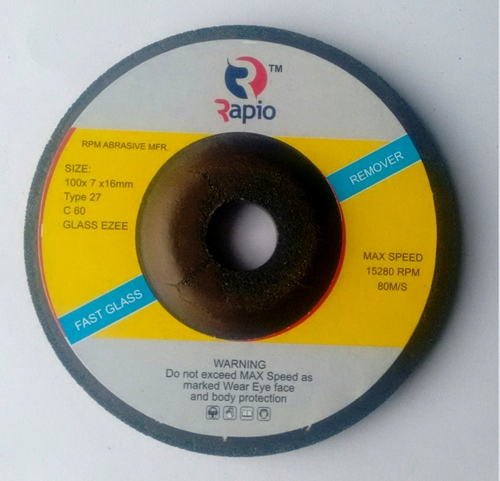 TM
Rapio
RPM ABRASIVE MFR.
SIZE:
100x 7 x16mm
Type 27
C 60
GLASS EZEE
REMOVER
MAX SPEED
15280 RPM
80M/S
FAST GLASS
WARNING
Do not exceed MAX Speed as
marked Wear Eye face
and body protection